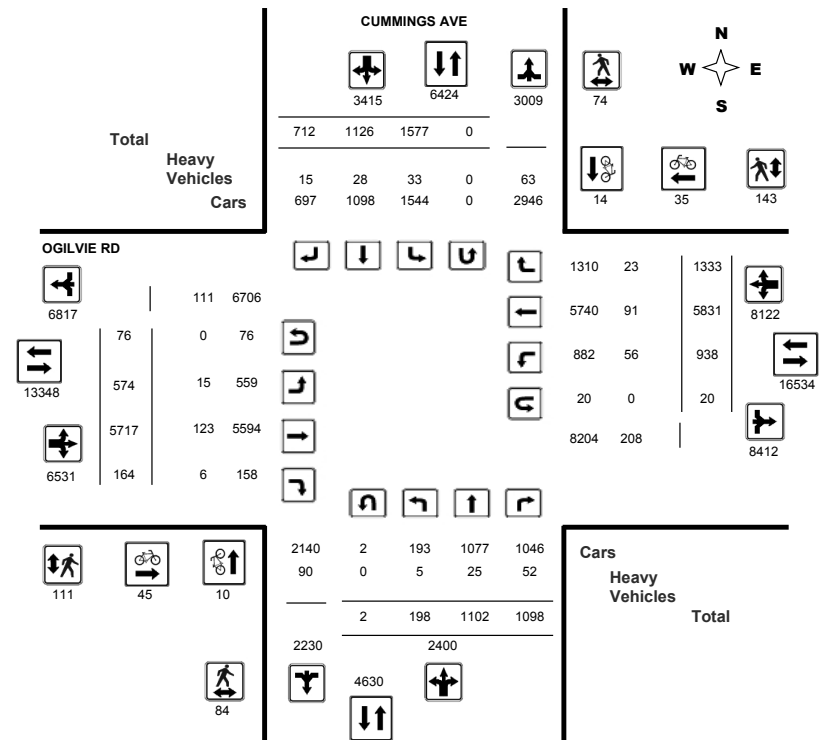 CUMMINGS AVE
N
W E
S
3415 6424 3009 74
Total 712 1126 1577 0
Heavy
Vehicles 15 28 33 0 63
Cars 697 1098 1544 0 2946
14 35 143
OGILVIE RD
6817 111 6706
1310 23 1333
5740 91 5831 8122
76 0 76
13348
882 56 938
16534
574 15 559
20 0 20
5717 123 5594
8204 208 8412
6531 164 6 158
2140 2 193 1077 1046 Cars
90 0 5 25 52 Heavy
Vehicles
111 45 10
2 198 1102 1098 Total
2230 2400
4630
84